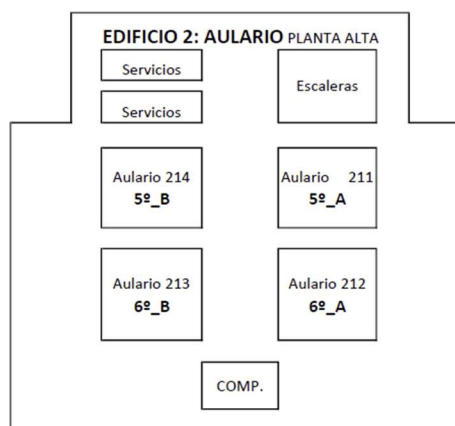 EDIFICIO 2: AULARIO PLANTA ALTA
Servicios
Servicios
Escaleras
Aulario 214
5º_B
Aulario 211
5º_A
Aulario 213
6º_B
Aulario 212
6º_A
COMP.